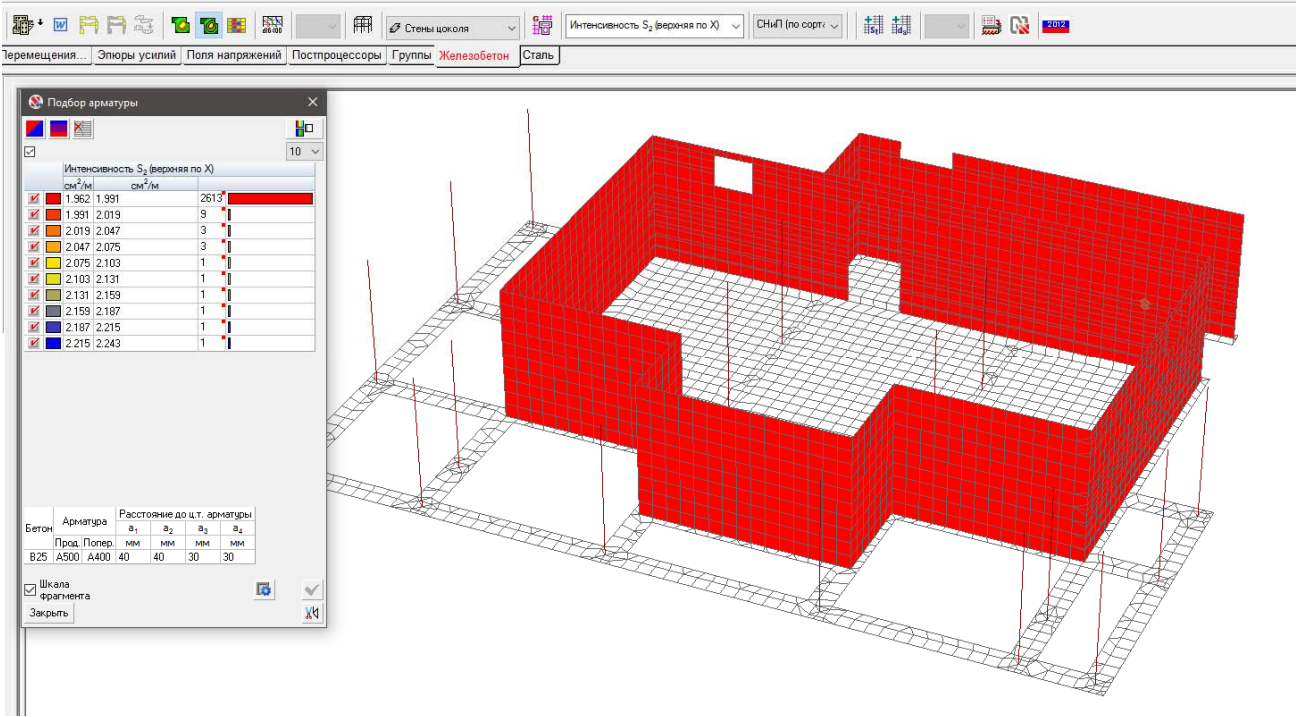 W
d16-100
Стены цоколя
Интенсивность S2 (верхняя по X)
СНиП (по сорта
2012
Перемещения...
Эпюры усилий
Поля напряжений
Постпроцессоры
Группы
Железобетон
Сталь
Подбор арматуры
10
Интенсивность S2 (верхняя по X)
см2/м см2/м
1.962 1.991 2613
1.991 2.019 9
2.019 2.047 3
2.047 2.075 3
2.075 2.103 1
2.103 2.131 1
2.131 2.159 1
2.159 2.187 1
2.187 2.215 1
2.215 2.243 1
Бетон Арматура Расстояние до ц.т. арматуры
a1 a2 a3 a4
Прод. Попер. мм мм мм мм
B25 A500 A400 40 40 30 30
Шкала
фрагмента
Закрыть